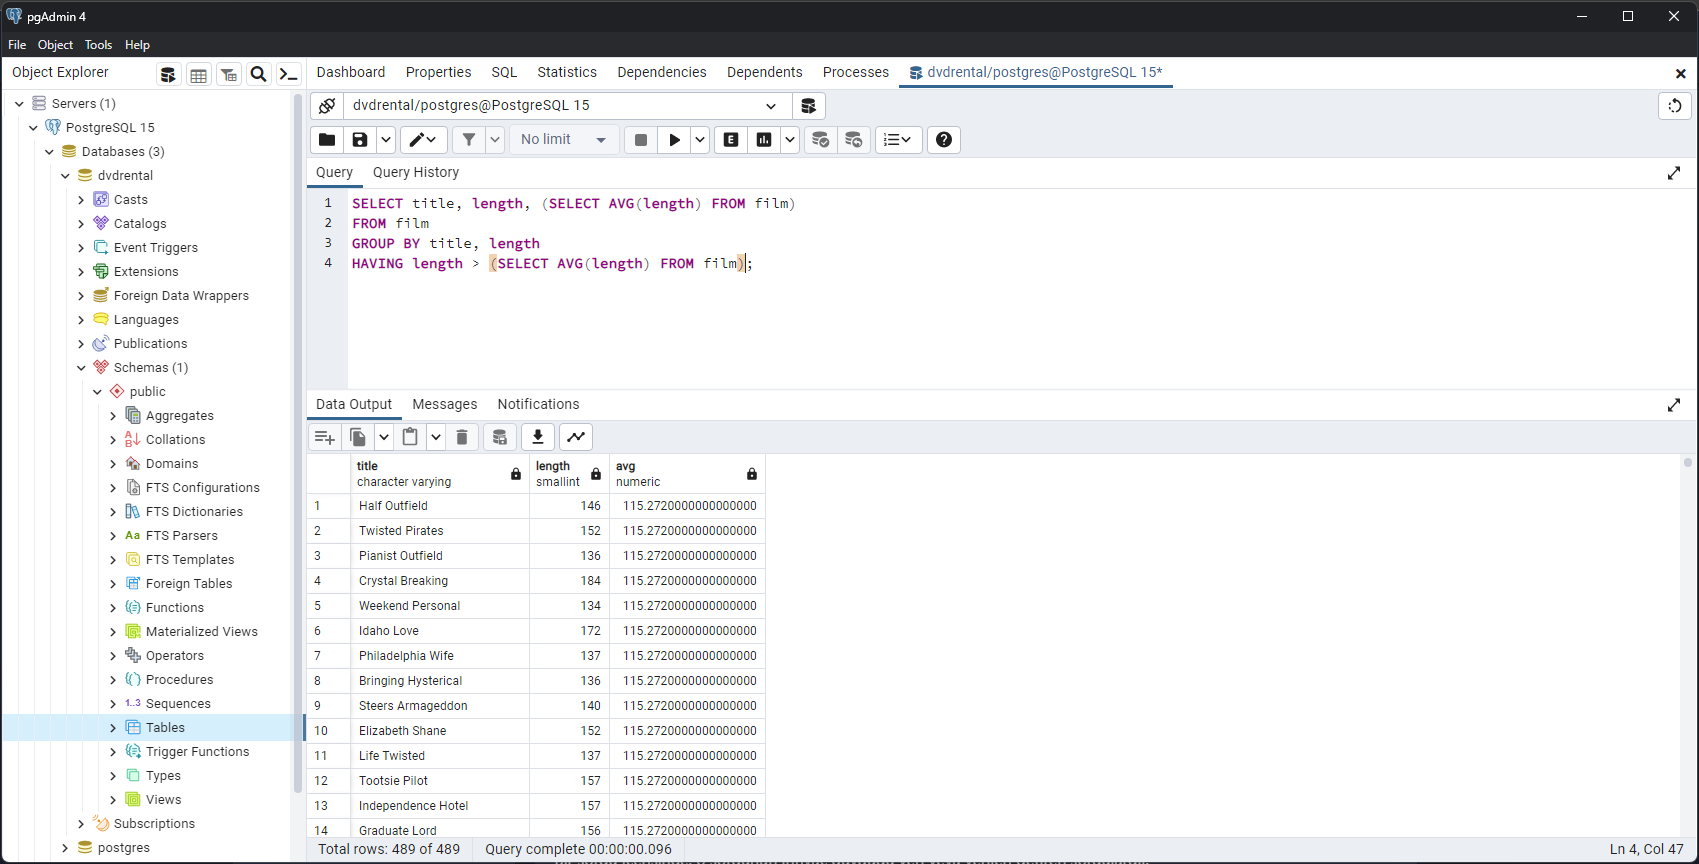 pgAdmin 4
File Object Tools Help
Object Explorer
Dashboard Properties SQL Statistics Dependencies Dependents Processes dvdrental/postgres@PostgreSQL 15*
Servers (1)
PostgreSQL 15
Databases (3)
dvdrental
Casts
Catalogs
Event Triggers
Extensions
Foreign Data Wrappers
Languages
Publications
Schemas (1)
public
Aggregates
Collations
Domains
FTS Configurations
FTS Dictionaries
Aa FTS Parsers
FTS Templates
Foreign Tables
Functions
Materialized Views
Operators
Procedures
1..3 Sequences
Tables
Trigger Functions
Types
Views
Subscriptions
postgres
dvdrental/postgres@PostgreSQL 15
No limit
E
Query Query History
1 SELECT title, length, (SELECT AVG(length) FROM film)
2 FROM film
3 GROUP BY title, length
4 HAVING length > (SELECT AVG(length) FROM film);
Data Output Messages Notifications
title length avg
character varying smallint numeric
1 Half Outfield 146 115.2720000000000000
2 Twisted Pirates 152 115.2720000000000000
3 Pianist Outfield 136 115.2720000000000000
4 Crystal Breaking 184 115.2720000000000000
5 Weekend Personal 134 115.2720000000000000
6 Idaho Love 172 115.2720000000000000
7 Philadelphia Wife 137 115.2720000000000000
8 Bringing Hysterical 136 115.2720000000000000
9 Steers Armageddon 140 115.2720000000000000
10 Elizabeth Shane 152 115.2720000000000000
11 Life Twisted 137 115.2720000000000000
12 Tootsie Pilot 157 115.2720000000000000
13 Independence Hotel 157 115.2720000000000000
14 Graduate Lord 156 115.2720000000000000
Total rows: 489 of 489 Query complete 00:00:00.096 Ln 4, Col 47